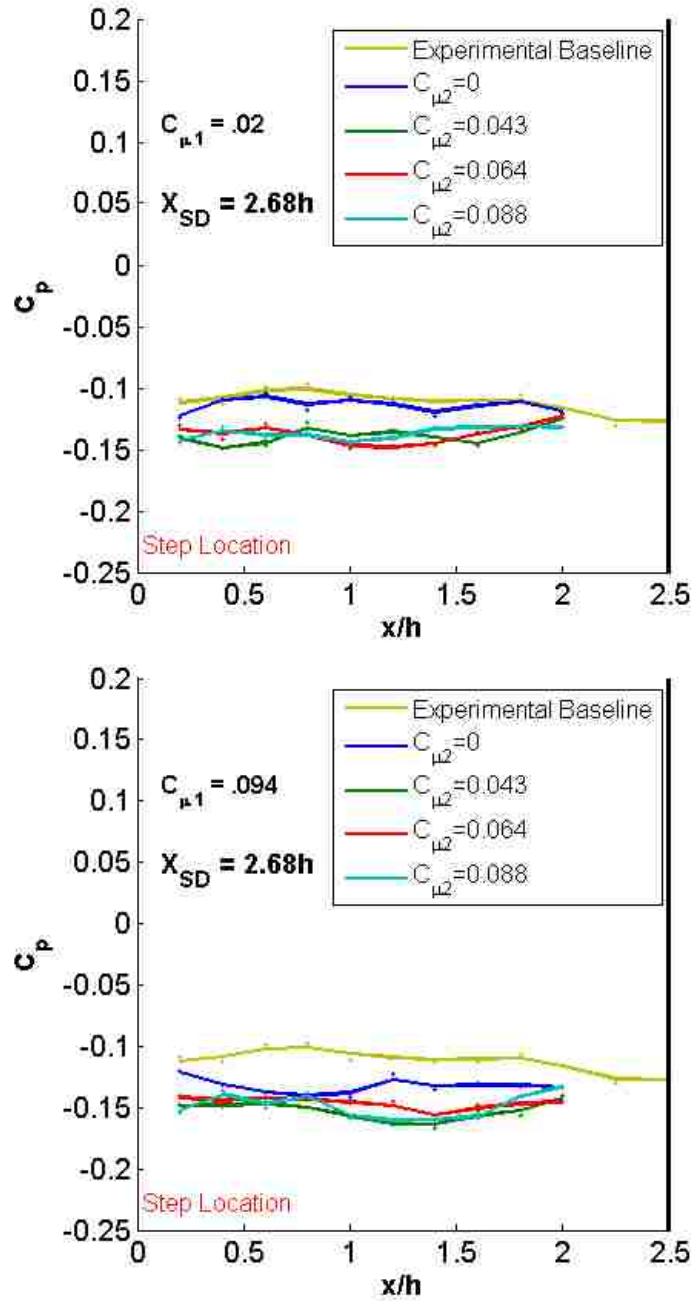 0.2
Experimental Baseline
0.15
Cμ2=0
Cμ1 = .02
Cμ2=0.043
0.1
Cμ2=0.064
0.05
XSD = 2.68h
Cμ2=0.088
0
Cp
-0.05
-0.1
-0.15
-0.2
Step Location
-0.25
0 0.5 1 1.5 2 2.5
x/h
0.2
Experimental Baseline
0.15
Cμ2=0
Cμ1 = .094
Cμ2=0.043
0.1
Cμ2=0.064
0.05
XSD = 2.68h
Cμ2=0.088
0
Cp
-0.05
-0.1
-0.15
-0.2
Step Location
-0.25
0 0.5 1 1.5 2 2.5
x/h